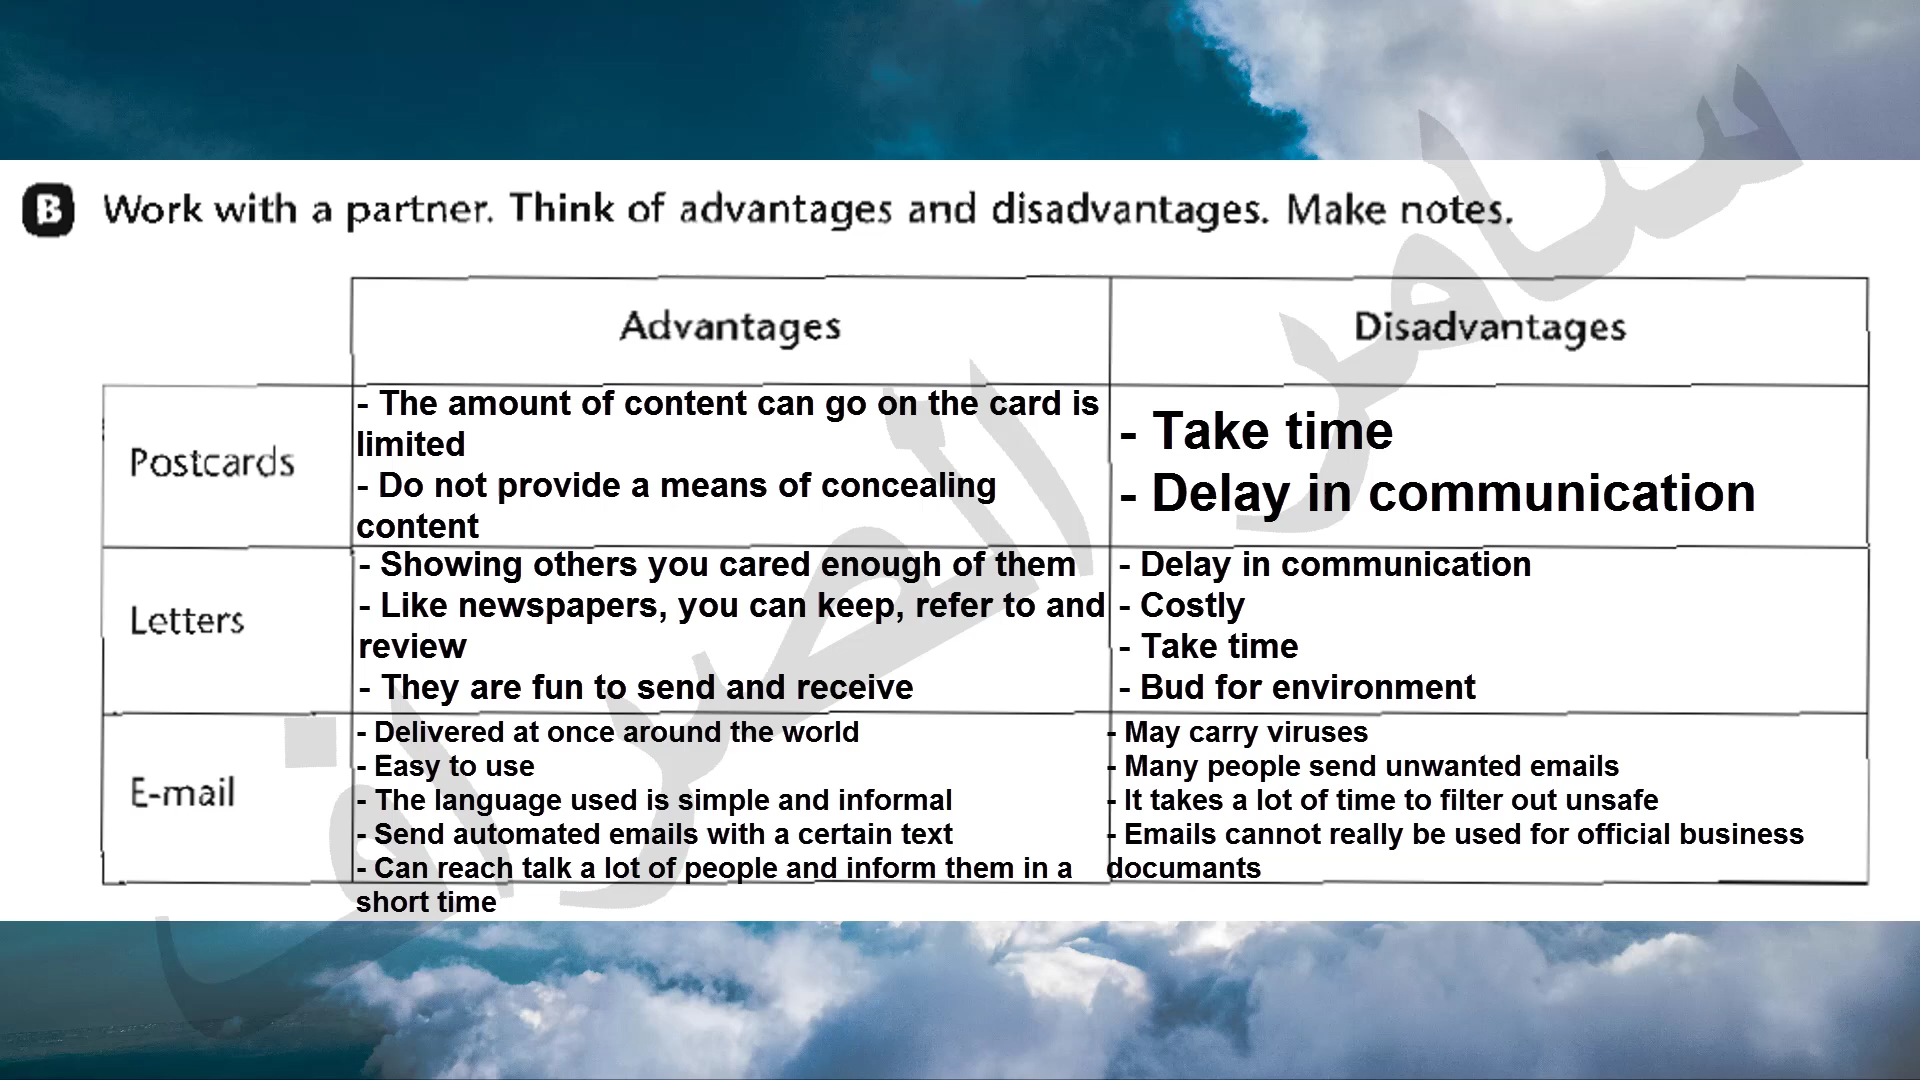 B Work with a partner. Think of advantages and disadvantages. Make notes.
Advantages
Disadvantages
Postcards
- The amount of content can go on the card is
limited
- Do not provide a means of concealing
content
- Take time
- Delay in communication
Letters
- Showing others you cared enough of them
- Like newspapers, you can keep, refer to and
review
- They are fun to send and receive
- Delay in communication
- Costly
- Take time
- Bud for environment
E-mail
- Delivered at once around the world
- Easy to use
- The language used is simple and informal
- Send automated emails with a certain text
- Can reach talk a lot of people and inform them in a
short time
- May carry viruses
- Many people send unwanted emails
- It takes a lot of time to filter out unsafe
- Emails cannot really be used for official business
documants
سامر الصراف